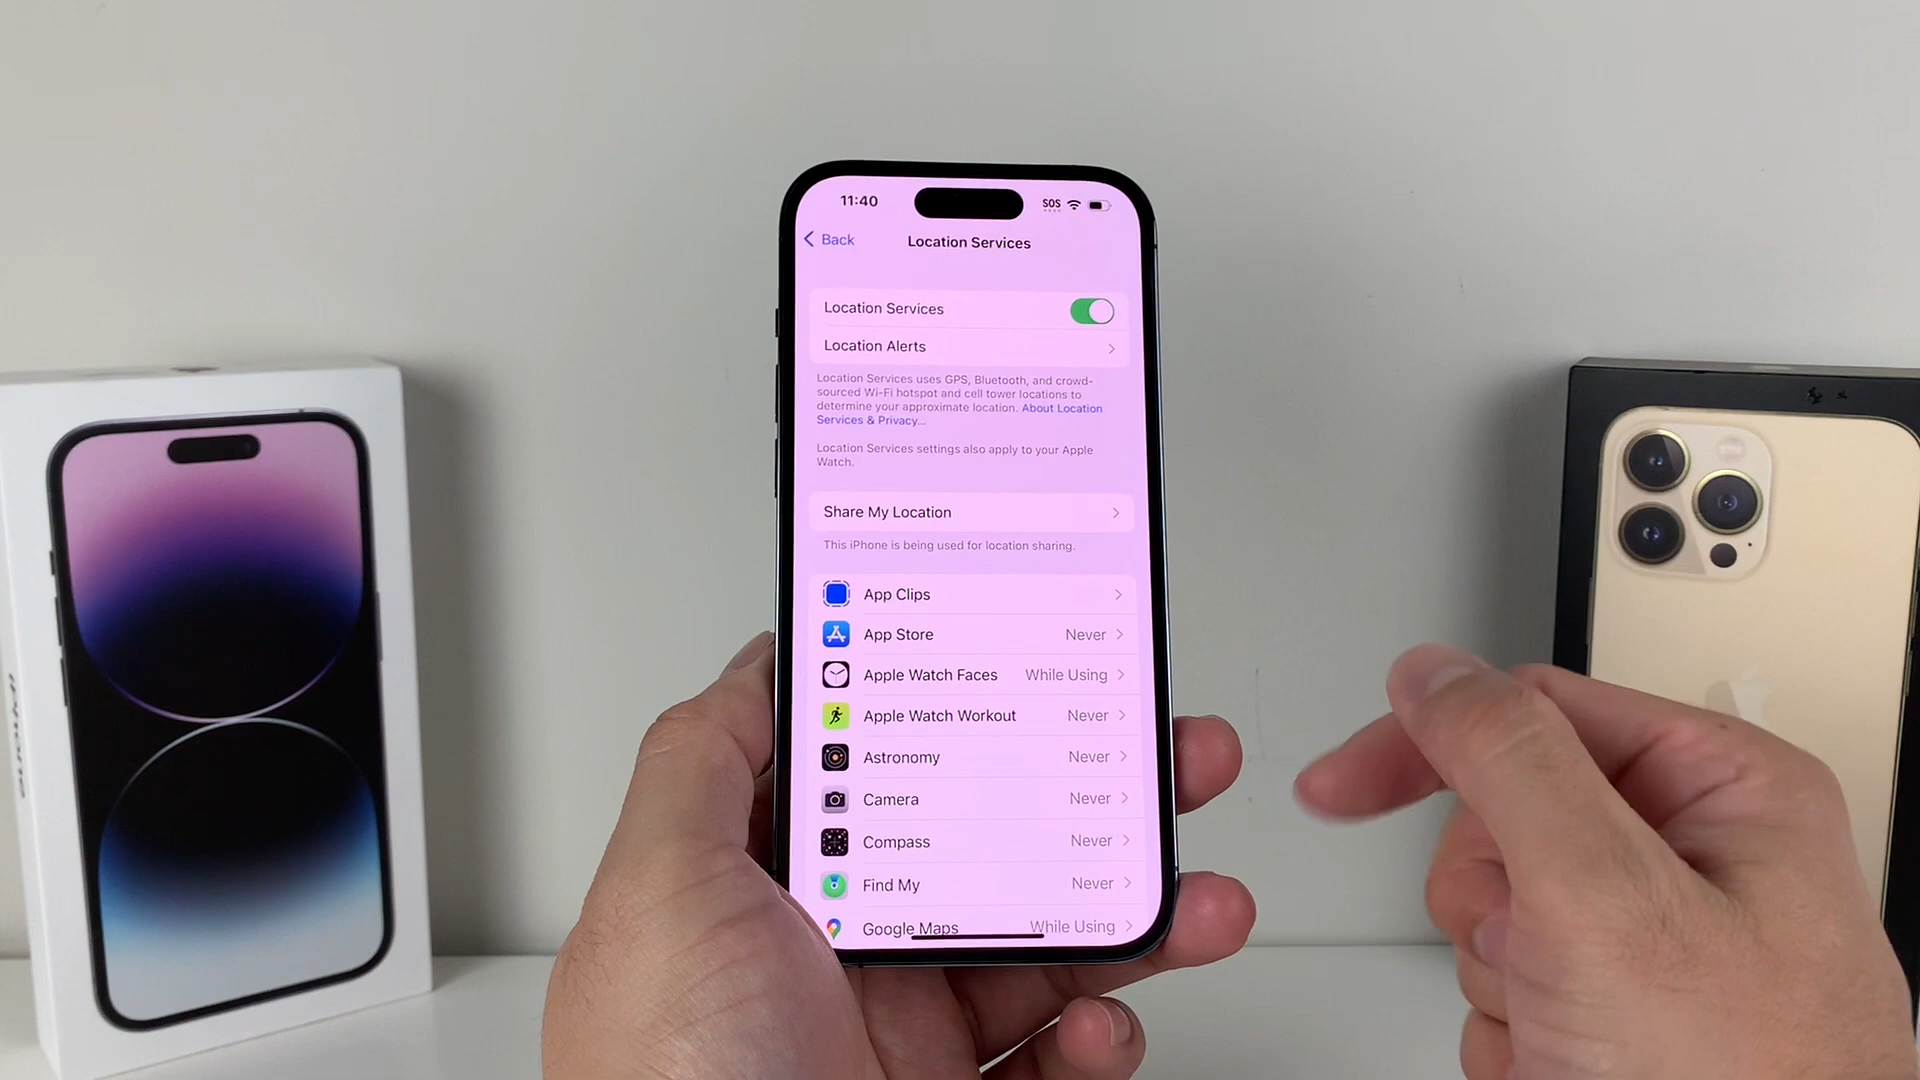 11:40
SOS
Back
Location Services
Location Services
Location Alerts
Location Services uses GPS, Bluetooth, and crowd-
sourced Wi-Fi hotspot and cell tower locations to
determine your approximate location. About Location
Services & Privacy...
Location Services settings also apply to your Apple
Watch.
Share My Location
This iPhone is being used for location sharing.
App Clips
App Store Never
Apple Watch Faces While Using
Apple Watch Workout Never
Astronomy Never
Camera Never
Compass Never
Find My Never
Google Maps While Using
iPhone